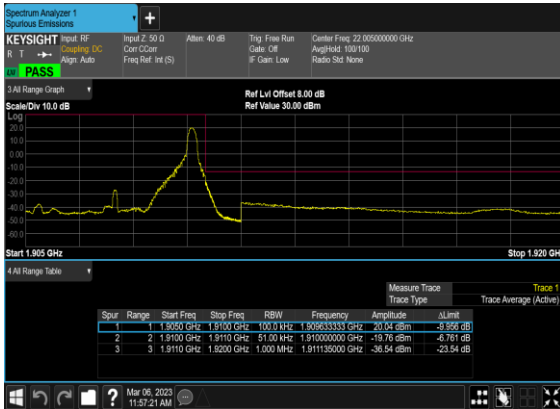 Spectrum Analyzer 1
Spurious Emissions
+
KEYSIGHT
R T
Input: RF
Coupling: DC
Align: Auto
Input Z: 50 Ω
Corr CCorr
Freq Ref: Int (S)
Atten: 40 dB
Trig: Free Run
Gate: Off
IF Gain: Low
Center Freq: 22.005000000 GHz
Avg|Hold: 100/100
Radio Std: None
PASS
3 All Range Graph
Scale/Div 10.0 dB
Ref Lvl Offset 8.00 dB
Ref Value 30.00 dBm
Log
20.0
10.0
0.00
-10.0
-20.0
-30.0
-40.0
-50.0
-60.0
Start 1.905 GHz
Stop 1.920 GH
4 All Range Table
Measure Trace Trace 1
Trace Type Trace Average (Active)
Spur Range Start Freq Stop Freq RBW Frequency Amplitude ΔLimit
1 1 1.9050 GHz 1.9100 GHz 100.0 kHz 1.909633333 GHz 20.04 dBm -9.956 dB
2 2 1.9100 GHz 1.9110 GHz 51.00 kHz 1.910000000 GHz -19.76 dBm -6.761 dB
3 3 1.9110 GHz 1.9200 GHz 1.000 MHz 1.911135000 GHz -36.54 dBm -23.54 dB
?
Mar 06, 2023
11:57:21 AM